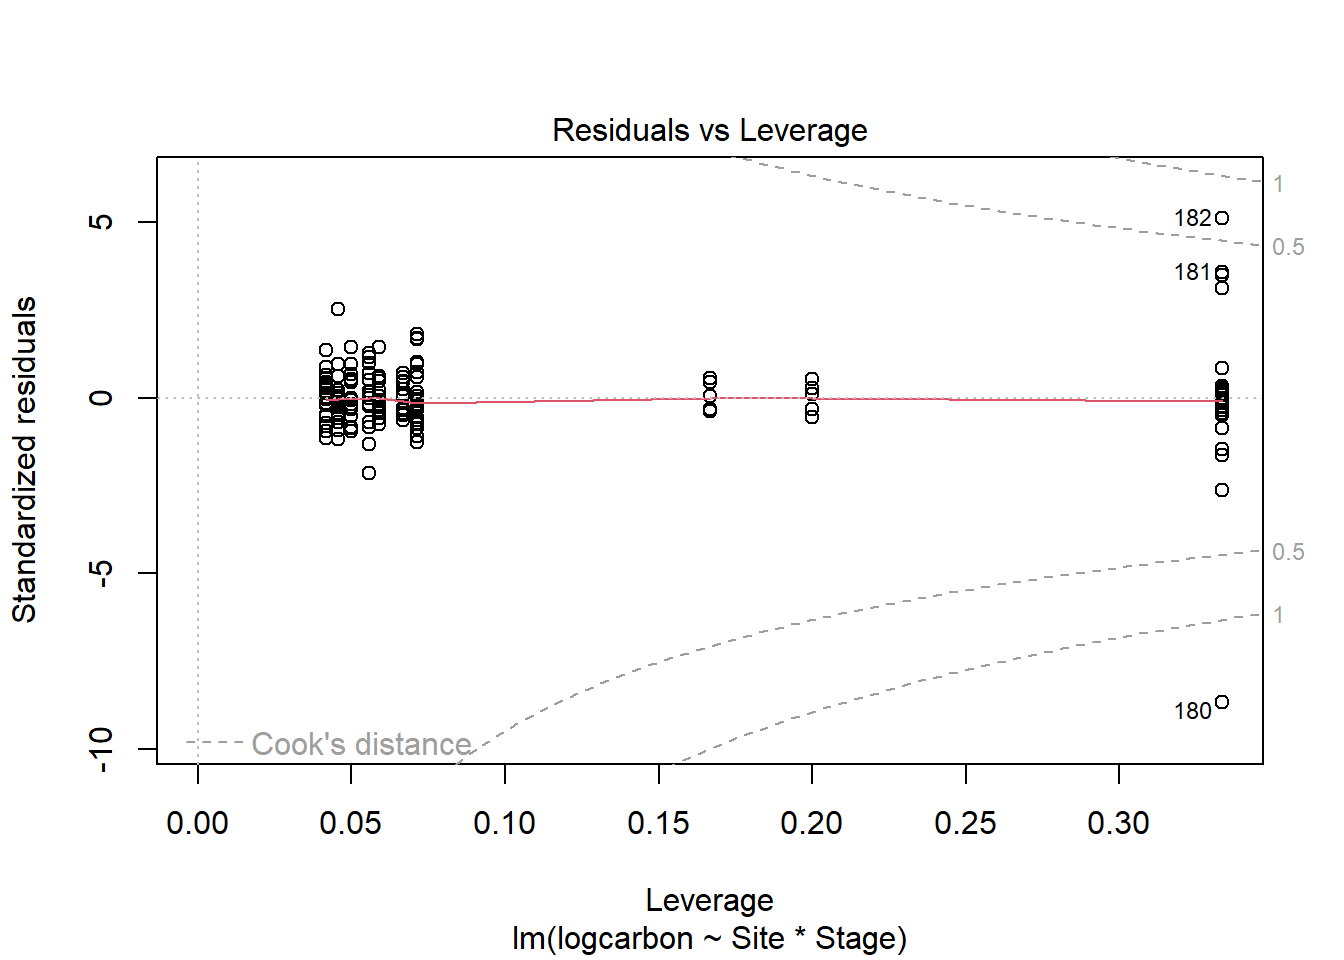 Residuals vs Leverage
Standardized residuals
5
0
-5
-10
182
181
180
1
0.5
0.5
1
Cook's distance
0.00 0.05 0.10 0.15 0.20 0.25 0.30
Leverage
lm(logcarbon ~ Site * Stage)